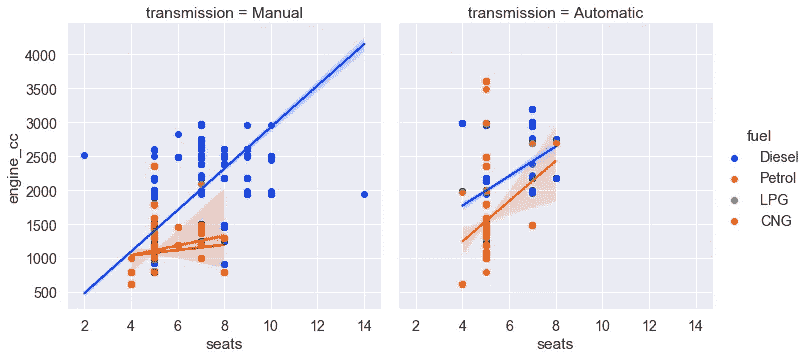 transmission = Manual
transmission = Automatic
4000
3500
3000
2500
2000
1500
1000
500
engine_cc
2 4 6 8 10 12 14
seats
2 4 6 8 10 12 14
seats
fuel
Diesel
Petrol
LPG
CNG